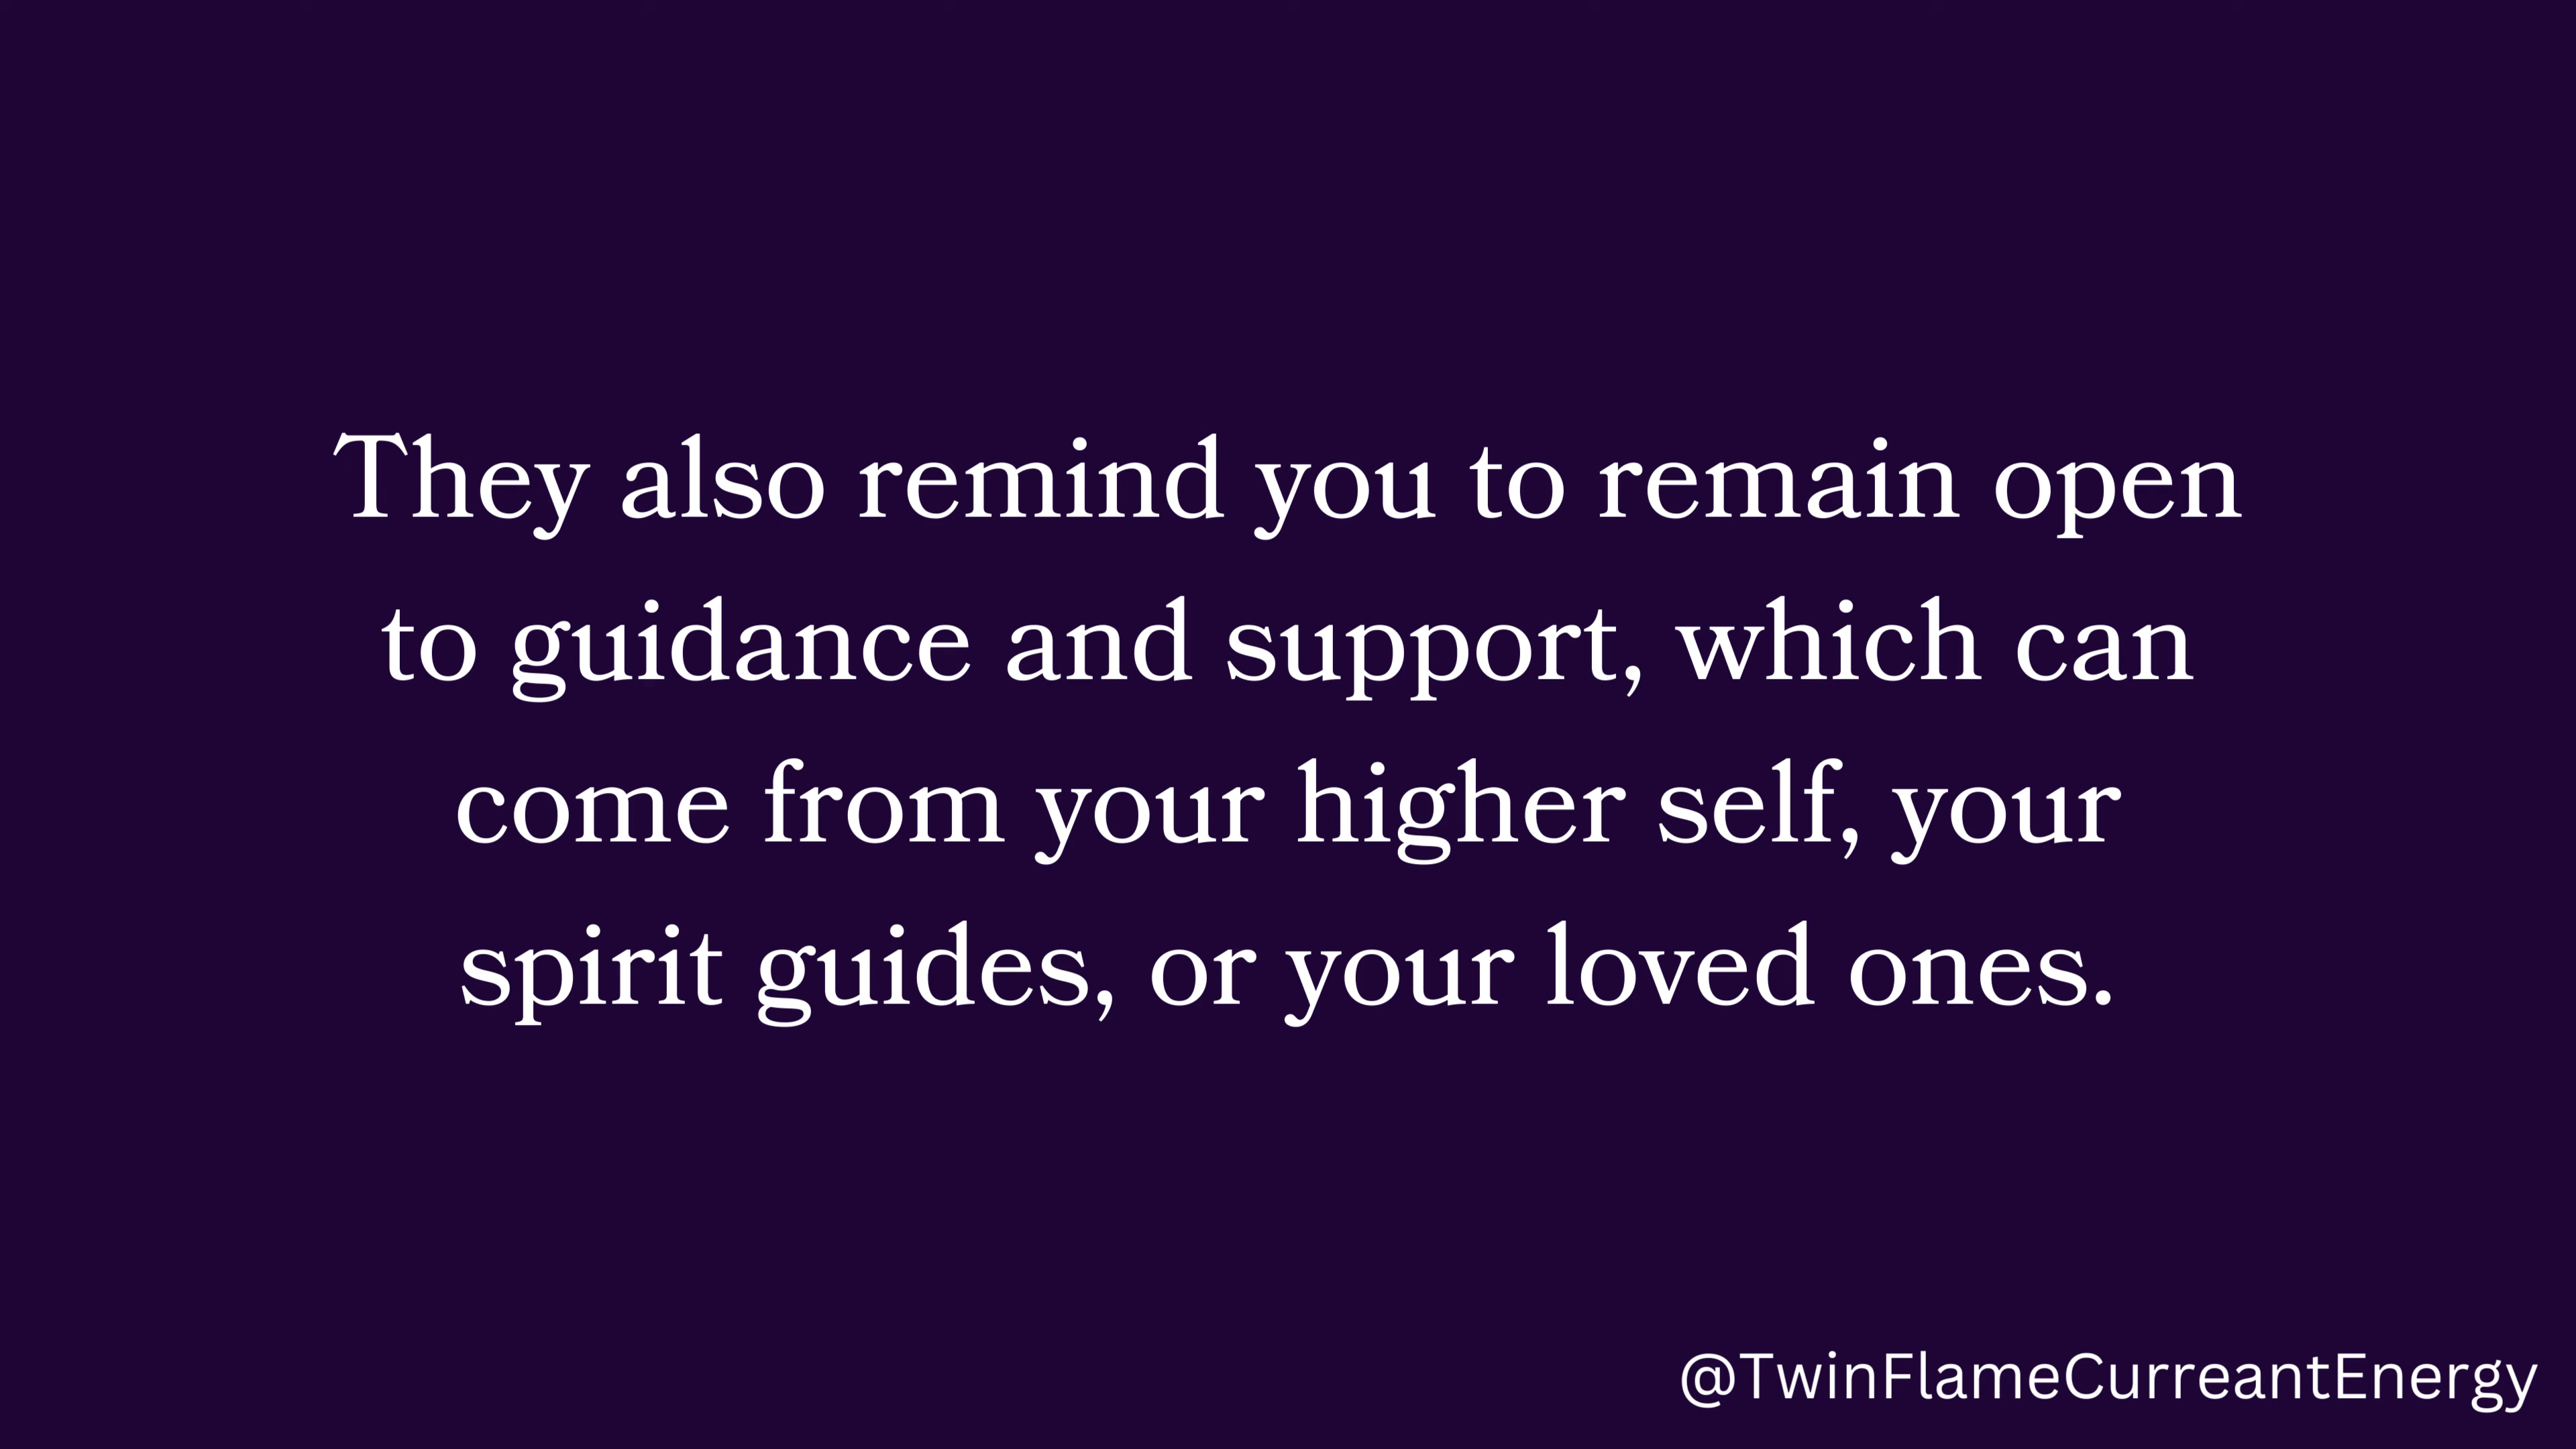 They also remind you to remain open
to guidance and support, which can
come from your higher self, your
spirit guides, or your loved ones.
@TwinFlameCurreantEnergy